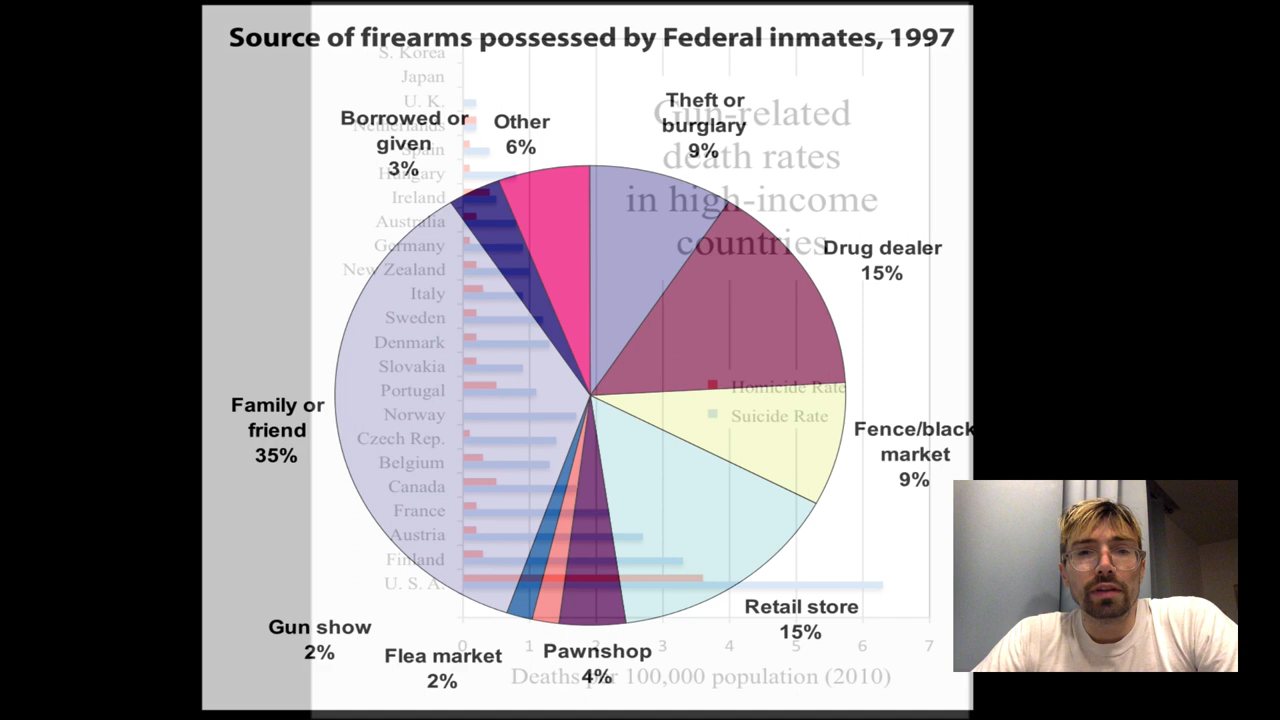 Source of firearms possessed by Federal inmates, 1997
Theft or
burglary
9%
Drug dealer
15%
Fence/black
market
9%
Retail store
15%
Pawnshop
4%
Flea market
2%
Gun show
2%
Family or
friend
35%
Borrowed or
given
3%
Other
6%
Gun-related
death rates
in high-income
countries
S. Korea
Japan
U. K.
Netherlands
Spain
Hungary
Ireland
Australia
Germany
New Zealand
Italy
Sweden
Denmark
Slovakia
Portugal
Norway
Czech Rep.
Belgium
Canada
France
Austria
Finland
U. S. A.
Homicide Rate
Suicide Rate
0 1 2 3 4 5 6 7
Deaths per 100,000 population (2010)